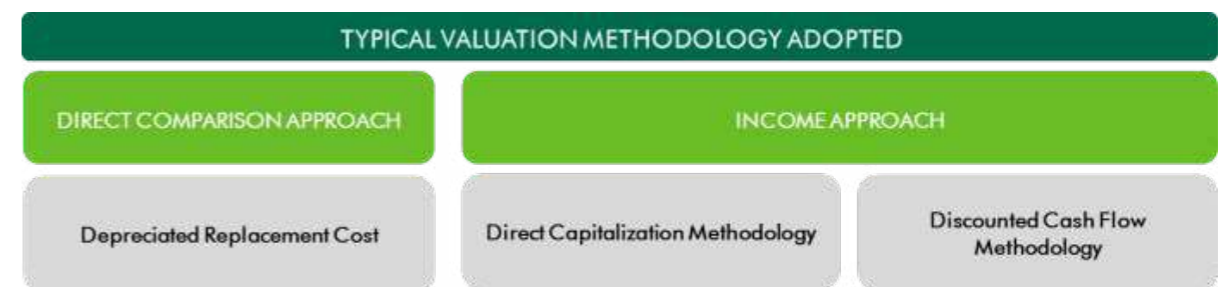 TYPICAL VALUATION METHODOLOGY ADOPTED
DIRECT COMPARISON APPROACH
INCOME APPROACH
Depreciated Replacement Cost
Direct Capitalization Methodology
Discounted Cash Flow
Methodology